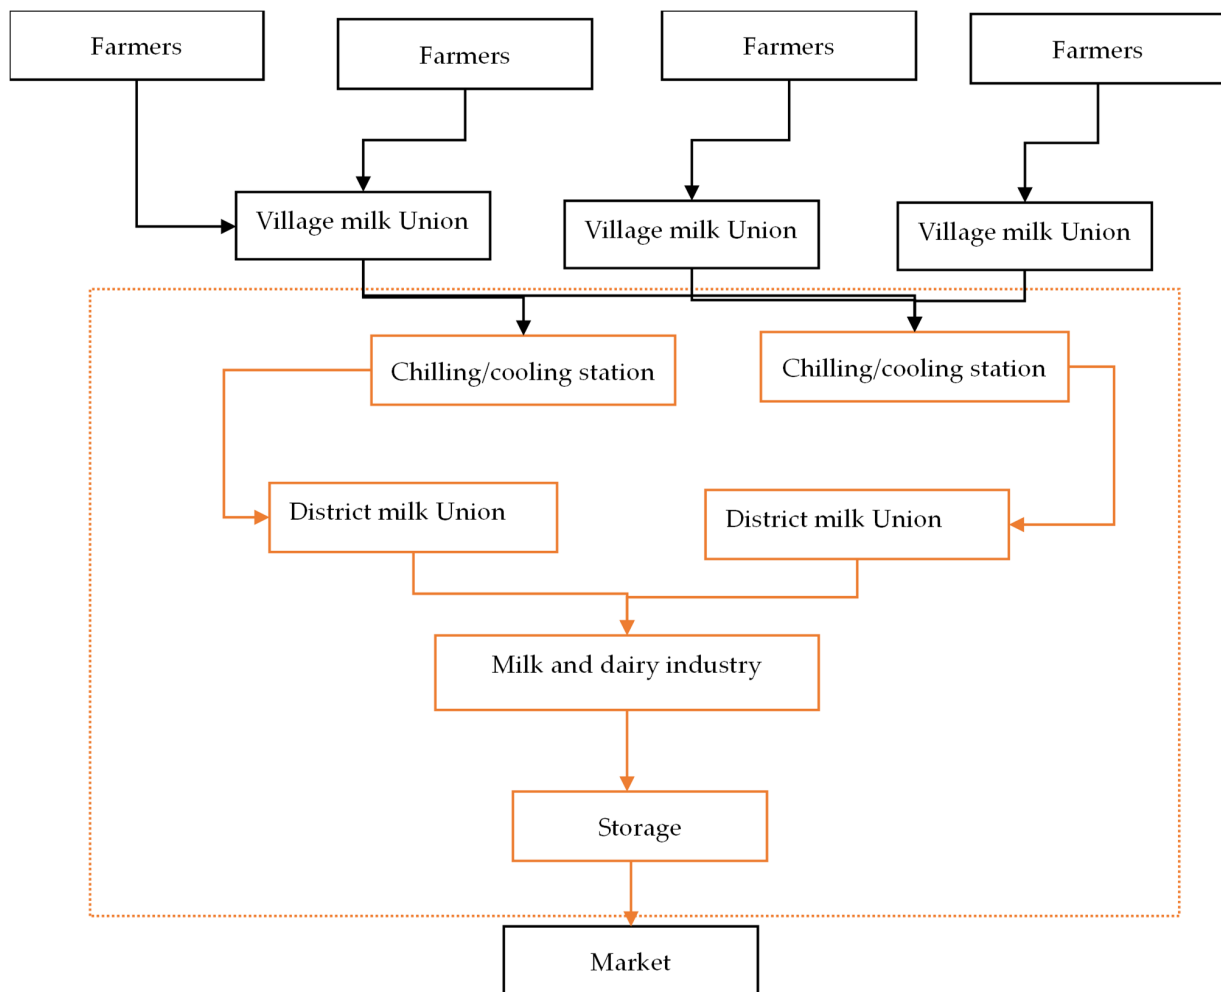 Farmers
Farmers
Farmers
Farmers
Village milk Union
Village milk Union
Village milk Union
Chilling/cooling station
Chilling/cooling station
District milk Union
District milk Union
Milk and dairy industry
Storage
Market